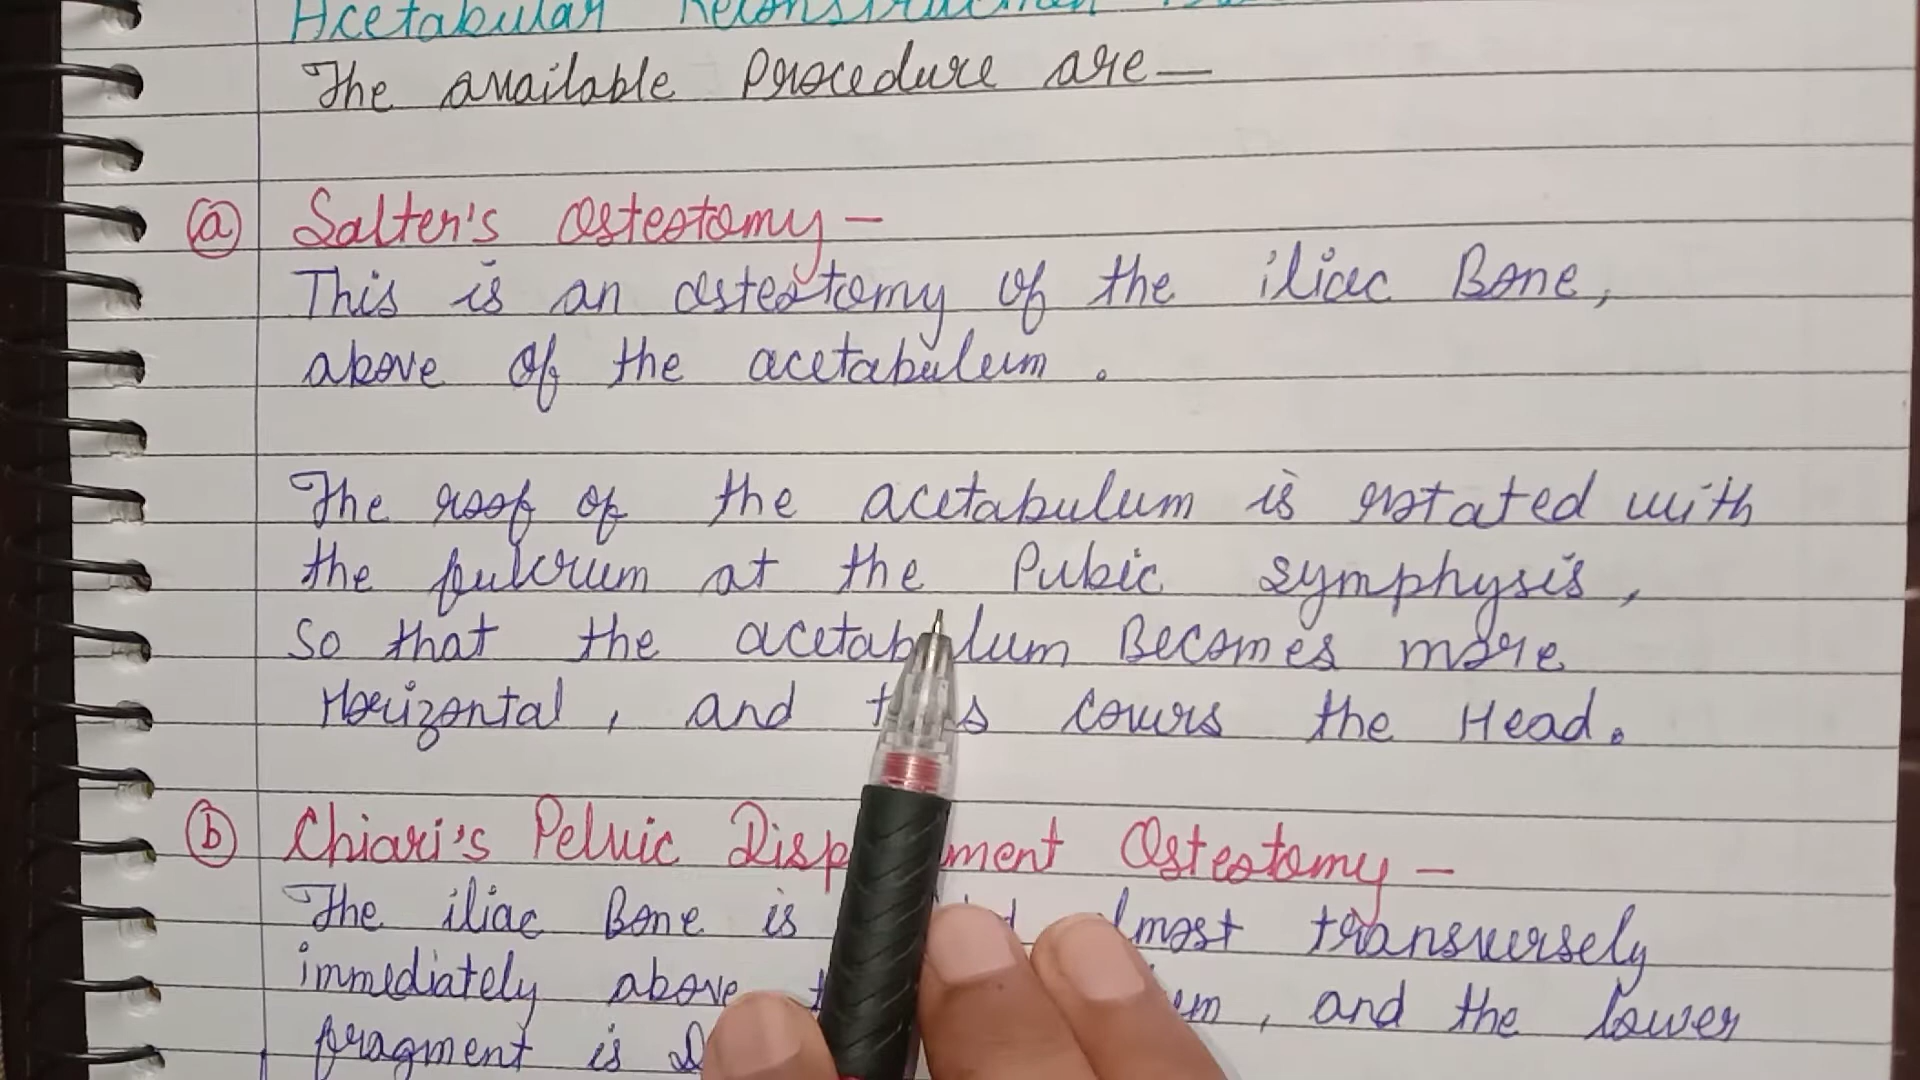 Acetabular Reconstruction
The available Procedure are—
(a) Salter's Osteotomy —
This is an osteotomy of the iliac Bone,
above of the acetabulum.
The roof of the acetabulum is rotated with
the fulcrum at the Pubic symphysis,
So that the acetabulum Becomes more
Horizontal, and covers the Head.
(b) Chiari's Pelvic Osteotomy —
The iliac Bone is transversely
immediately above , and the lower
fragment is